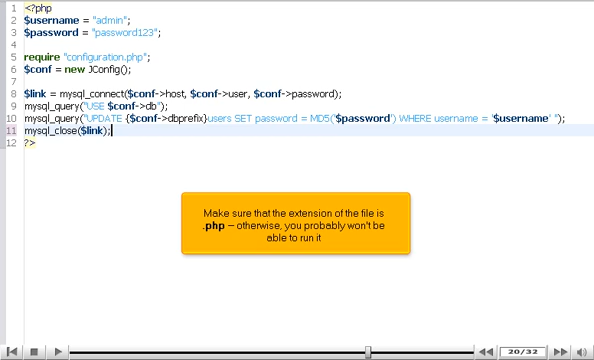 1 <?php
2 $username = "admin";
3 $password = "password123";
4
5 require "configuration.php";
6 $conf = new JConfig();
7
8 $link = mysql_connect($conf->host, $conf->user, $conf->password);
9 mysql_query("USE $conf->db");
10 mysql_query("UPDATE {$conf->dbprefix}users SET password = MD5('$password') WHERE username = '$username' ");
11 mysql_close($link);
12 ?>
Make sure that the extension of the file is
.php – otherwise, you probably won't be
able to run it
20/32